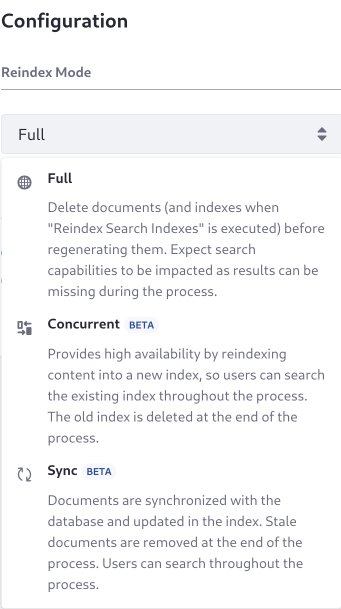 Configuration
Reindex Mode
Full
Full
Delete documents (and indexes when
"Reindex Search Indexes" is executed) before
regenerating them. Expect search
capabilities to be impacted as results can be
missing during the process.
Concurrent BETA
Provides high availability by reindexing
content into a new index, so users can search
the existing index throughout the process.
The old index is deleted at the end of the
process.
Sync BETA
Documents are synchronized with the
database and updated in the index. Stale
documents are removed at the end of the
process. Users can search throughout the
process.